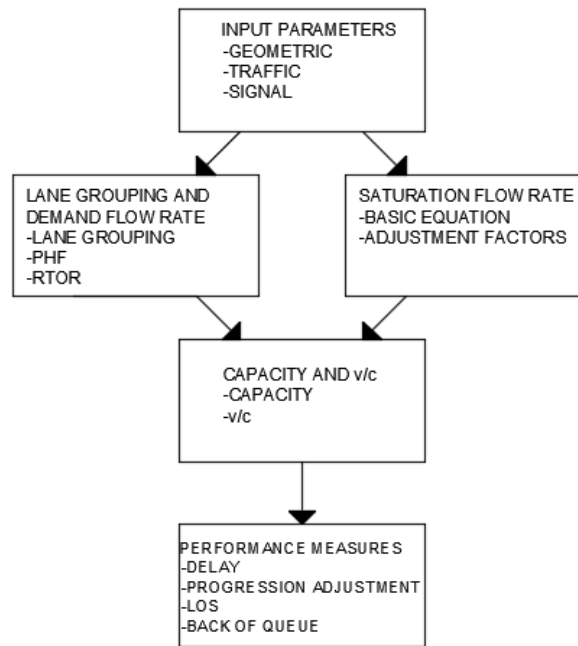 INPUT PARAMETERS
-GEOMETRIC
-TRAFFIC
-SIGNAL
LANE GROUPING AND
DEMAND FLOW RATE
-LANE GROUPING
-PHF
-RTOR
SATURATION FLOW RATE
-BASIC EQUATION
-ADJUSTMENT FACTORS
CAPACITY AND v/c
-CAPACITY
-v/c
PERFORMANCE MEASURES
-DELAY
-PROGRESSION ADJUSTMENT
-LOS
-BACK OF QUEUE